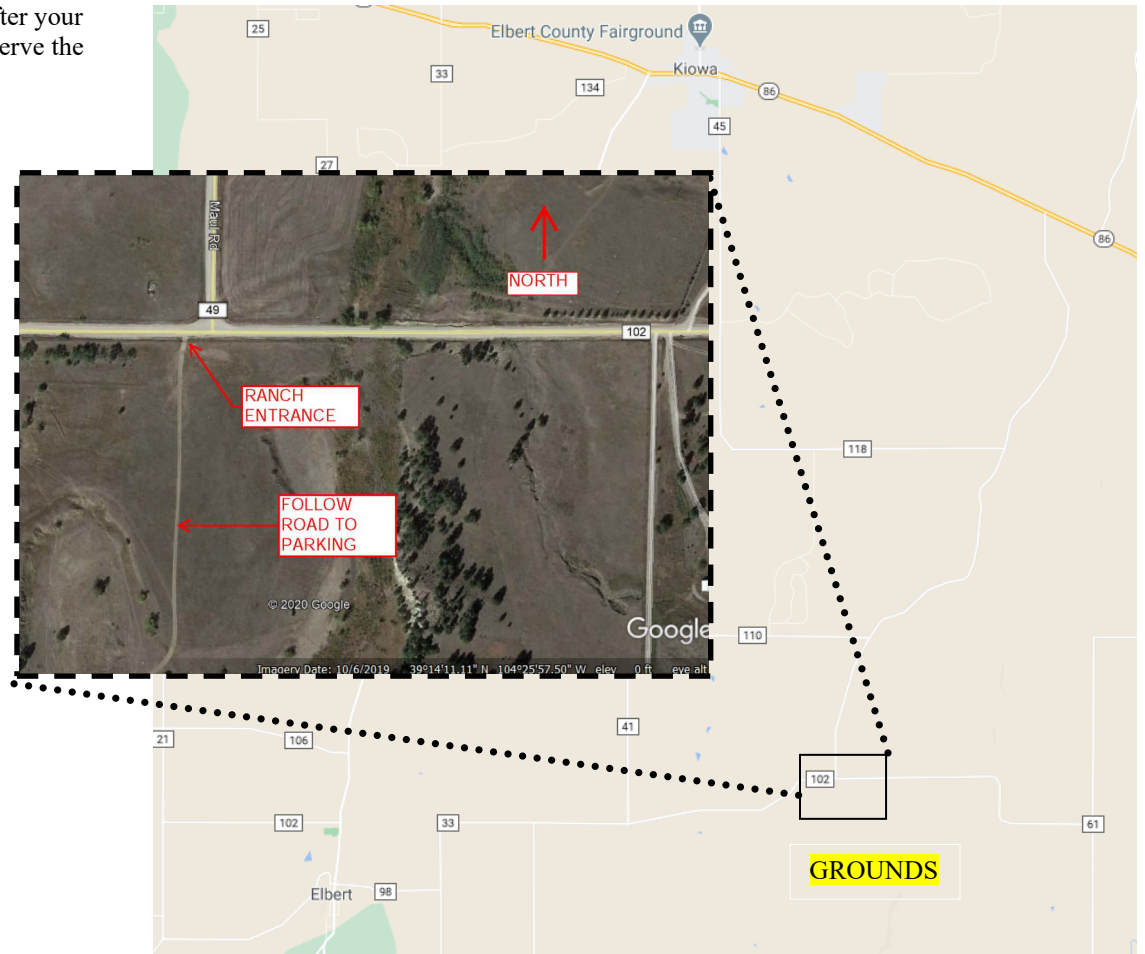 fter your
erve the
25
Elbert County Fairground
Kiowa
33
134
86
45
27
Maul Rd
NORTH
49
102
86
RANCH
ENTRANCE
118
FOLLOW
ROAD TO
PARKING
© 2020 Google
Google
110
Imagery Date: 10/6/2019 39°14'11.11" N 104°25'57.50" W elev 0 ft eye alt
21
106
41
102
102
33
61
GROUNDS
Elbert
98